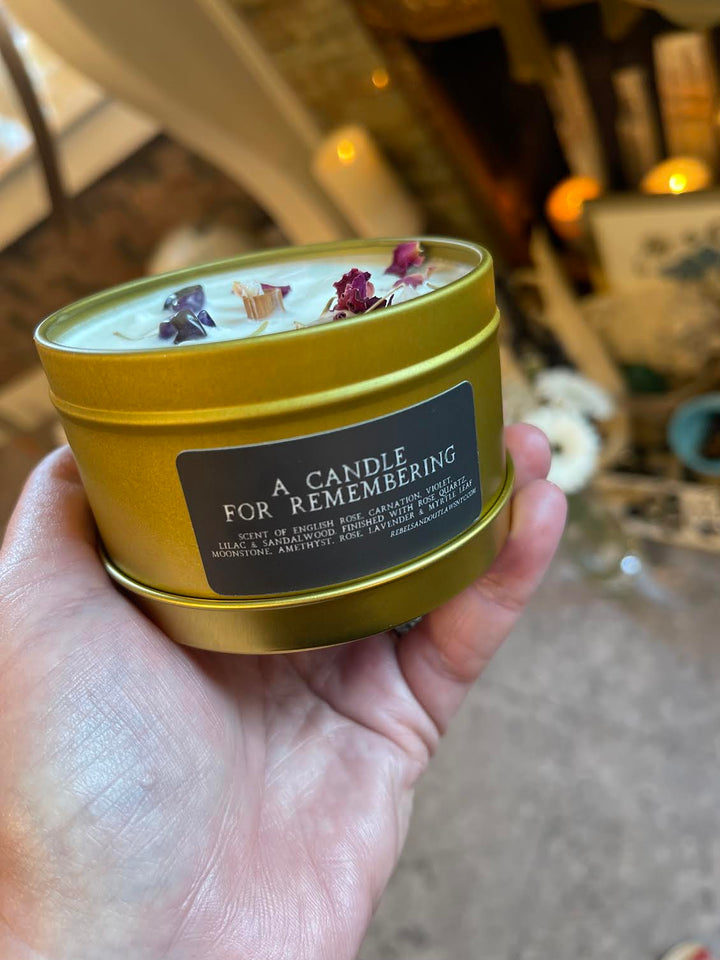 A CANDLE
FOR REMEMBERING
SCENT OF ENGLISH ROSE, CARNATION, VIOLET,
LILAC & SANDALWOOD. FINISHED WITH ROSE QUARTZ,
MOONSTONE, AMETHYST, ROSE, LAVENDER & MYRTLE LEAF
REBELSANDOUTLAWSNYC.COM